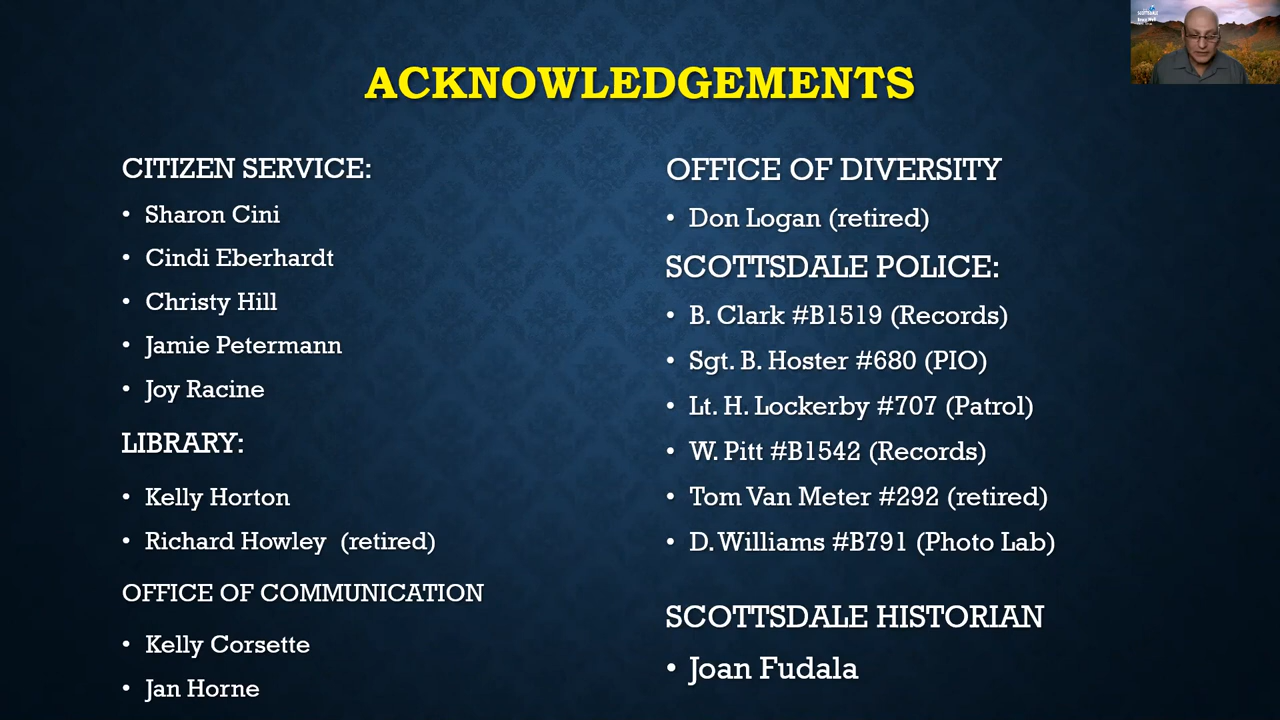 ACKNOWLEDGEMENTS
CITIZEN SERVICE:
• Sharon Cini
• Cindi Eberhardt
• Christy Hill
• Jamie Petermann
• Joy Racine
LIBRARY:
• Kelly Horton
• Richard Howley (retired)
OFFICE OF COMMUNICATION
• Kelly Corsette
• Jan Horne
OFFICE OF DIVERSITY
• Don Logan (retired)
SCOTTSDALE POLICE:
• B. Clark #B1519 (Records)
• Sgt. B. Hoster #680 (PIO)
• Lt. H. Lockerby #707 (Patrol)
• W. Pitt #B1542 (Records)
• Tom Van Meter #292 (retired)
• D. Williams #B791 (Photo Lab)
SCOTTSDALE HISTORIAN
• Joan Fudala
SCOTTSDALE